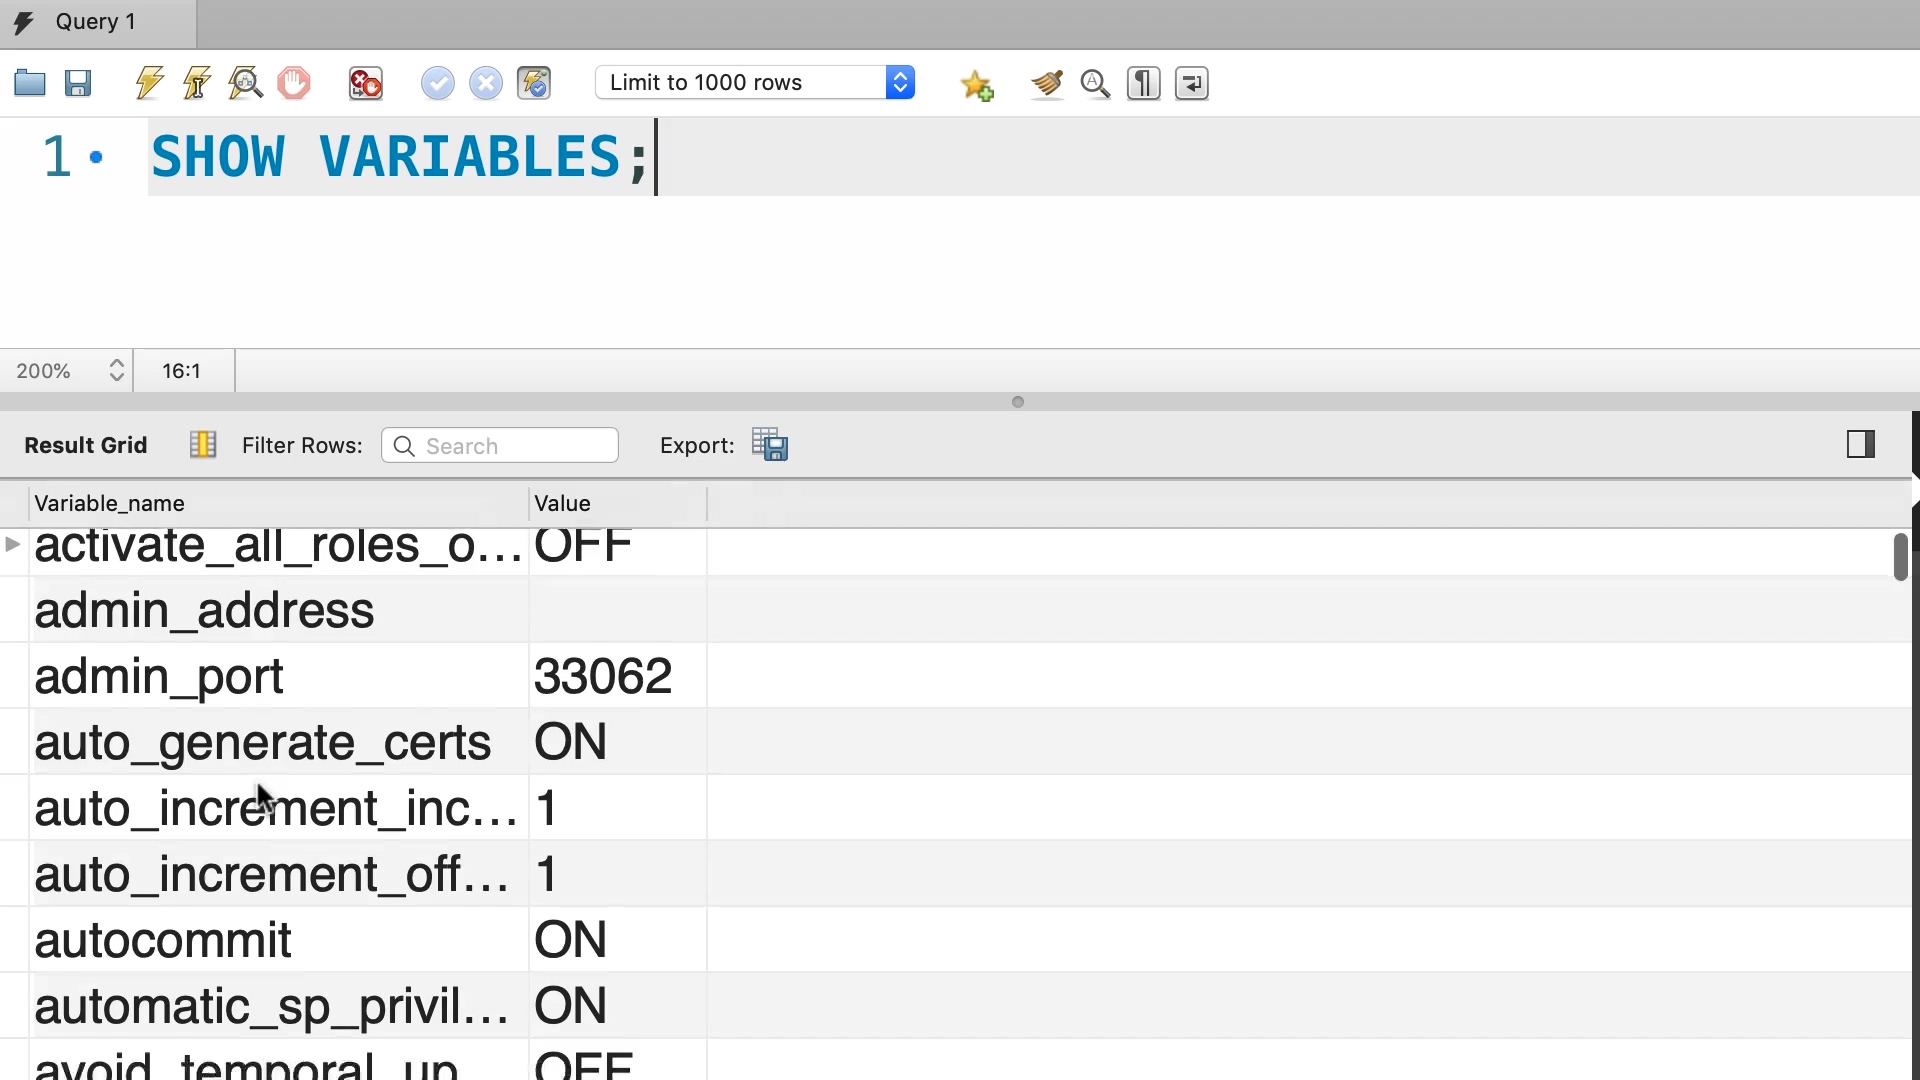 Query 1
Limit to 1000 rows
1 SHOW VARIABLES;
200% 16:1
Result Grid Filter Rows: Search Export:
Variable_name Value
activate_all_roles_o... OFF
admin_address
admin_port 33062
auto_generate_certs ON
auto_increment_inc... 1
auto_increment_off... 1
autocommit ON
automatic_sp_privil... ON
avoid_temporal_up OFF